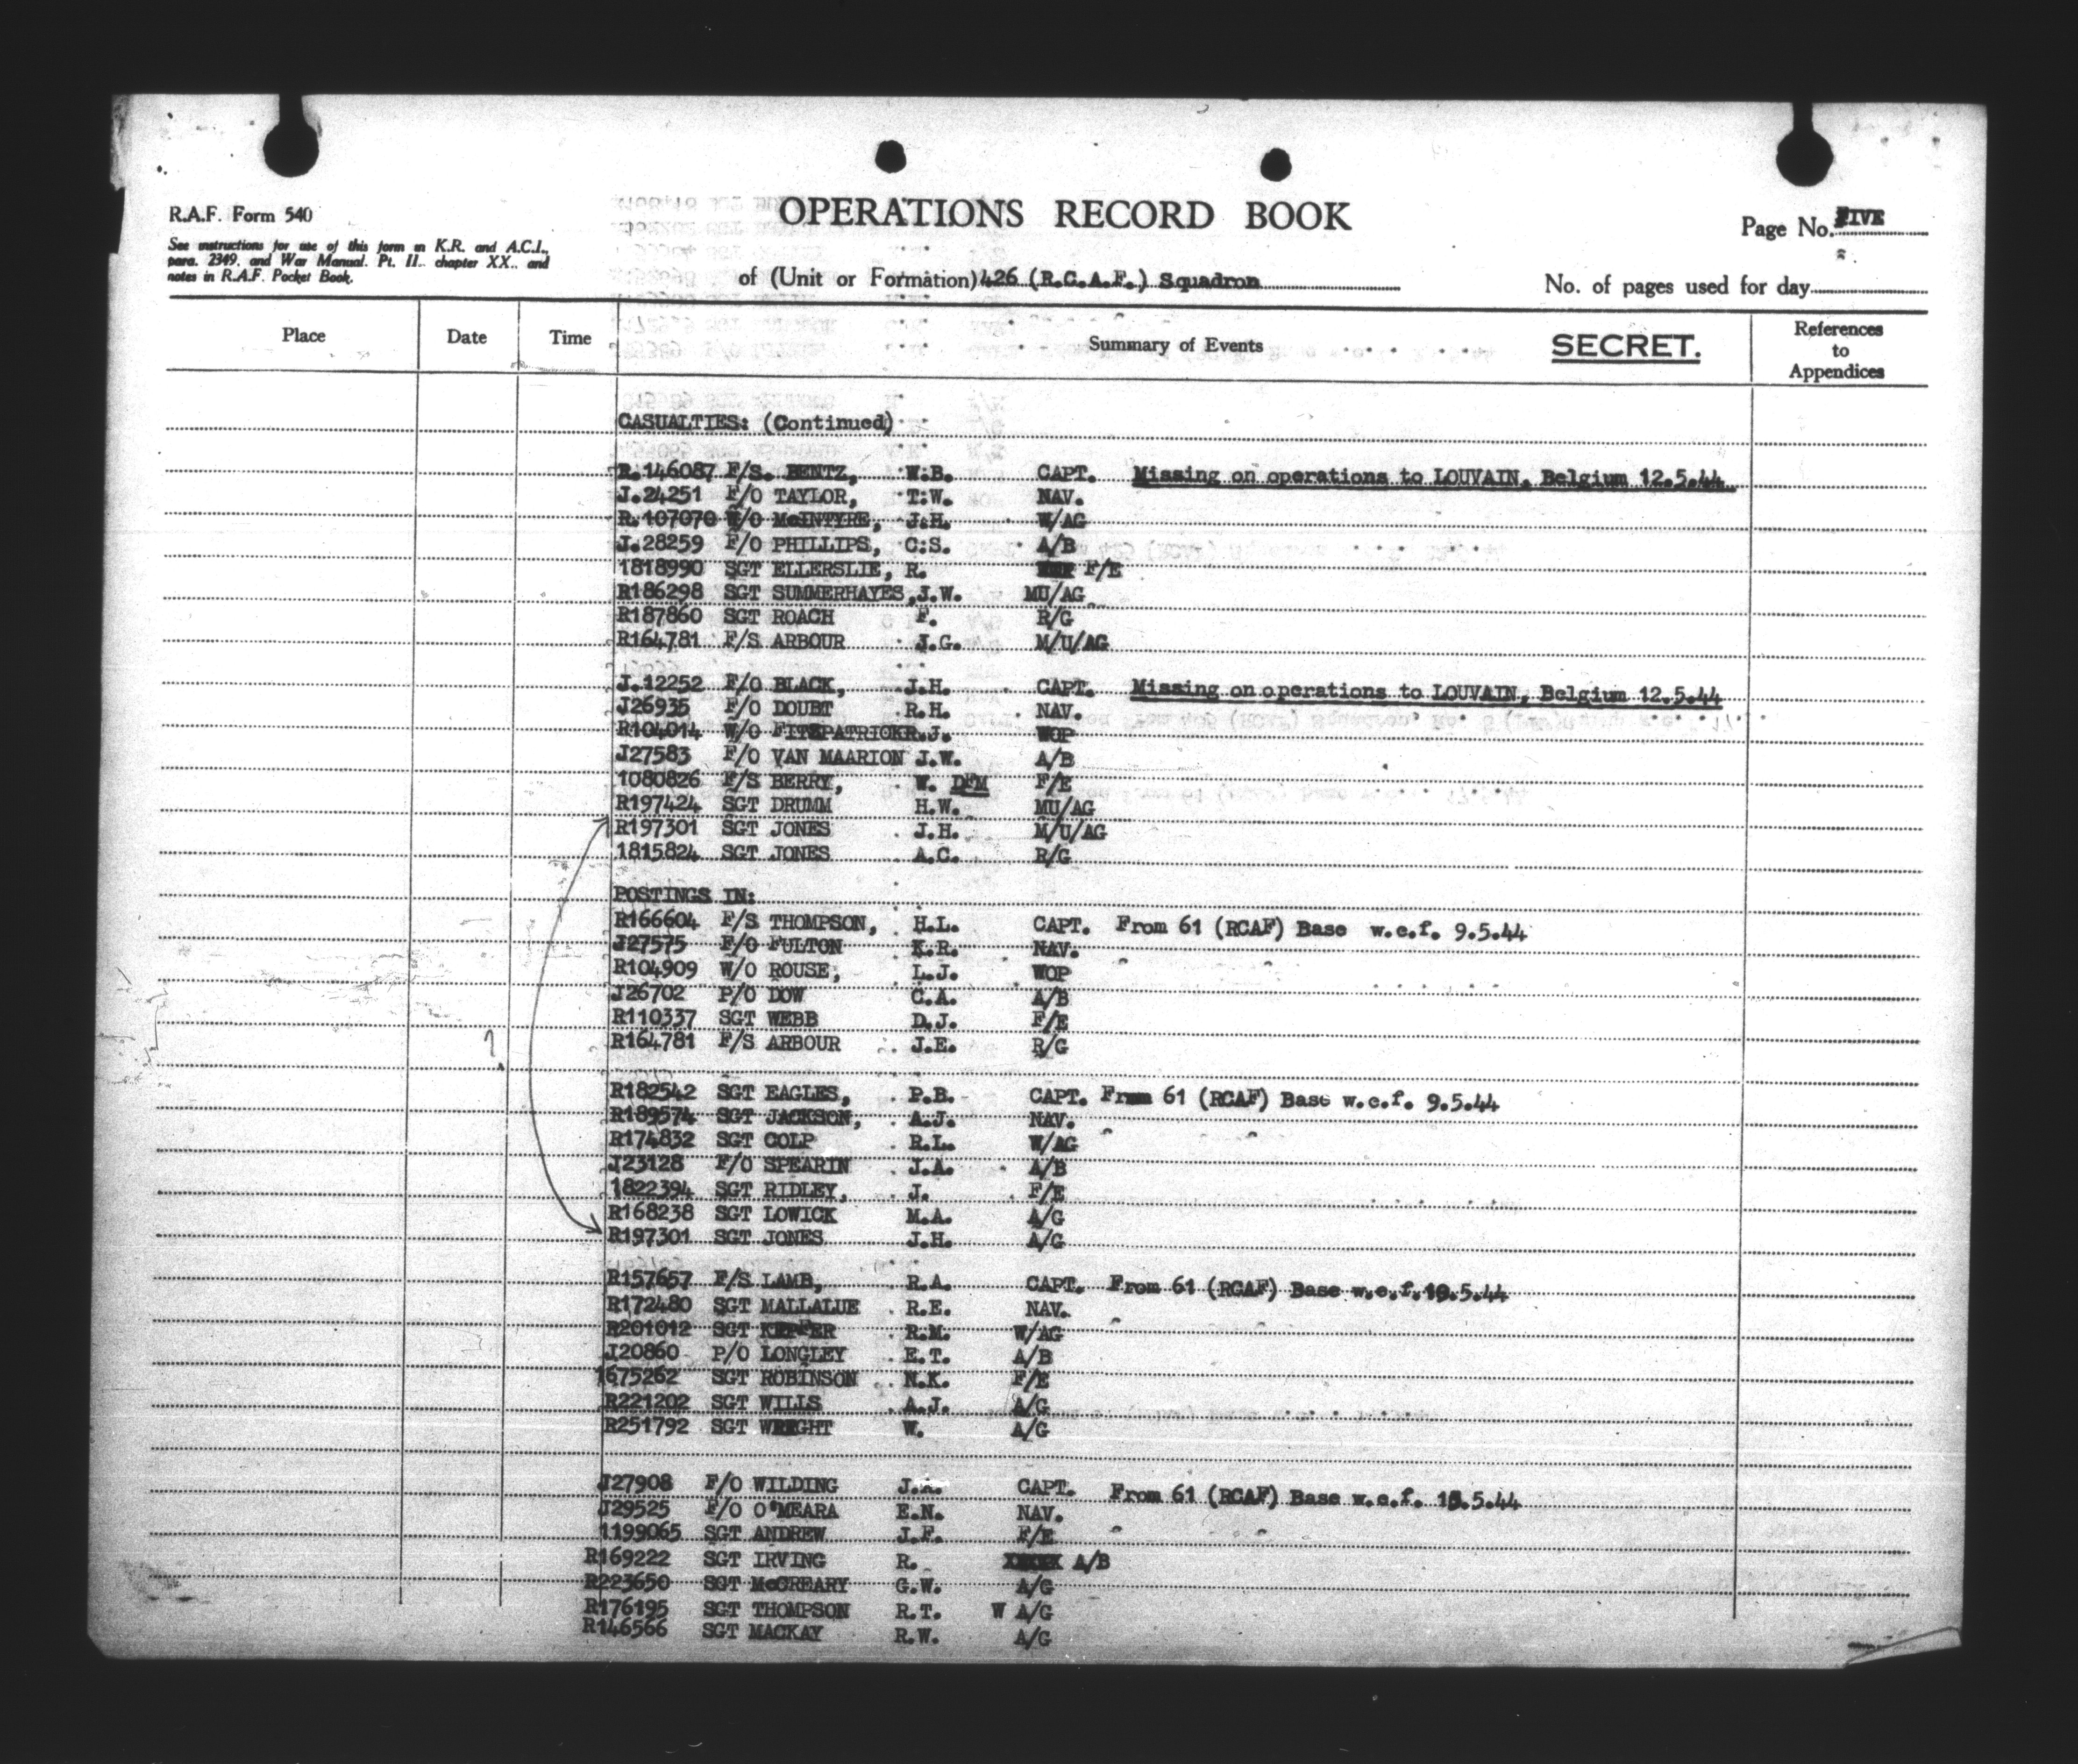 R.A.F. Form 540
See instructions for use of this form in K.R. and A.C.I.,
para. 2349, and War Manual. Pt. II., chapter XX., and
notes in R.A.F. Pocket Book.
OPERATIONS RECORD BOOK
Page No. FIVE
of (Unit or Formation) 426 (R.C.A.F.) Squadron
No. of pages used for day
Place Date Time Summary of Events SECRET. References to Appendices
CASUALTIES: (Continued)
R.146087 F/S. BENTZ, W.B. CAPT. Missing on operations to LOUVAIN, Belgium 12.5.44
J.24251 F/O TAYLOR, T.W. NAV.
R.107070 W/O McINTYRE, J.H. W/AG
J.28259 F/O PHILLIPS, C.S. A/B
1818990 SGT ELLERSLIE, R. F/E
R186298 SGT SUMMERHAYES, J.W. MU/AG
R187860 SGT ROACH F. R/G
R164781 F/S ARBOUR J.G. M/U/AG
J.12252 F/O BLACK, J.H. CAPT. Missing on operations to LOUVAIN, Belgium 12.5.44
J26935 F/O DOUBT R.H. NAV.
R104014 W/O FITZPATRICK R.J. WOP
J27583 F/O VAN MAARION J.W. A/B
1080826 F/S BERRY, W. DFM F/E
R197424 SGT DRUMM H.W. MU/AG
R197301 SGT JONES J.H. M/U/AG
1815824 SGT JONES A.C. R/G
POSTINGS IN:
R166604 F/S THOMPSON, H.L. CAPT. From 61 (RCAF) Base w.e.f. 9.5.44
J27575 F/O FULTON K.R. NAV.
R104909 W/O ROUSE, L.J. WOP
J26702 P/O DOW C.A. A/B
R110337 SGT WEBB D.J. F/E
R164781 F/S ARBOUR J.E. R/G
?
R182542 SGT EAGLES, P.B. CAPT. From 61 (RCAF) Base w.e.f. 9.5.44
R189574 SGT JACKSON, A.J. NAV.
R174832 SGT COLP R.L. W/AG
J23128 F/O SPEARIN J.A. A/B
1822394 SGT RIDLEY, J. F/E
R168238 SGT LOWICK M.A. A/G
R197301 SGT JONES J.H. A/G
R157657 F/S LAMB, R.A. CAPT. From 61 (RCAF) Base w.e.f. 10.5.44
R172480 SGT MALLALUE R.E. NAV.
R201012 SGT R.M. W/AG
J20860 P/O LONGLEY E.T. A/B
1675262 SGT ROBINSON N.K. F/E
R221202 SGT WILLS A.J. A/G
R251792 SGT WRIGHT W. A/G
J27908 F/O WILDING CAPT. From 61 (RCAF) Base w.e.f.
J29525 F/O O'MEARA E.N. NAV.
1199065 SGT ANDREW J.F. F/E
R169222 SGT IRVING R. A/B
R223650 SGT McCREARY G.W. A/G
R176195 SGT THOMPSON R.T. W A/G
R146566 SGT MACKAY R.W. A/G